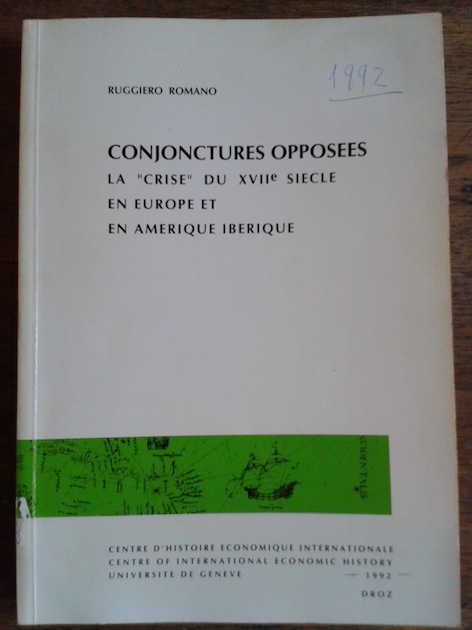 RUGGIERO ROMANO
1992
CONJONCTURES OPPOSEES
LA "CRISE" DU XVIIe SIECLE
EN EUROPE ET
EN AMERIQUE IBERIQUE
CENTRE D'HISTOIRE ECONOMIQUE INTERNATIONALE
CENTRE OF INTERNATIONAL ECONOMIC HISTORY
UNIVERSITE DE GENEVE — 1992 —
DROZ